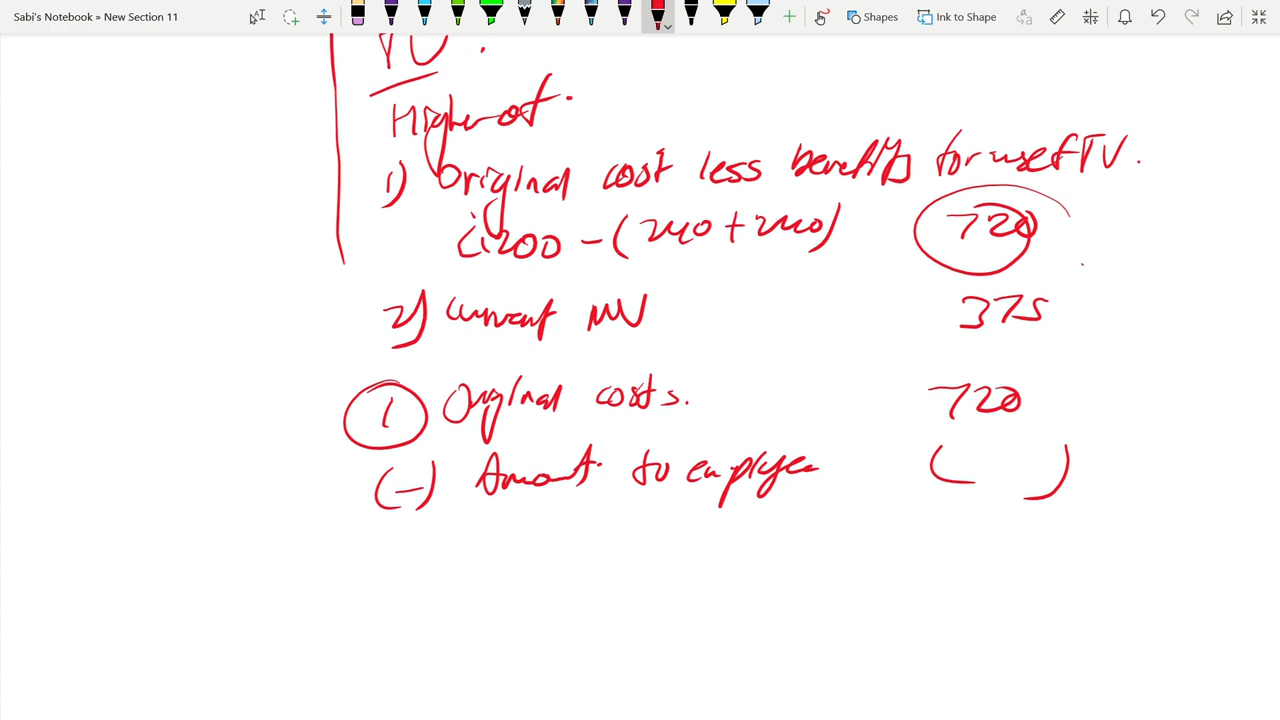 Sabi's Notebook » New Section 11
Shapes
Ink to Shape
TV.
Higher of.
1) Original cost less benefits for use of TV.
1200 - (240 + 240) 720
2) Current MV 375
1 Original costs. 720
(-) Amount to employee ( )